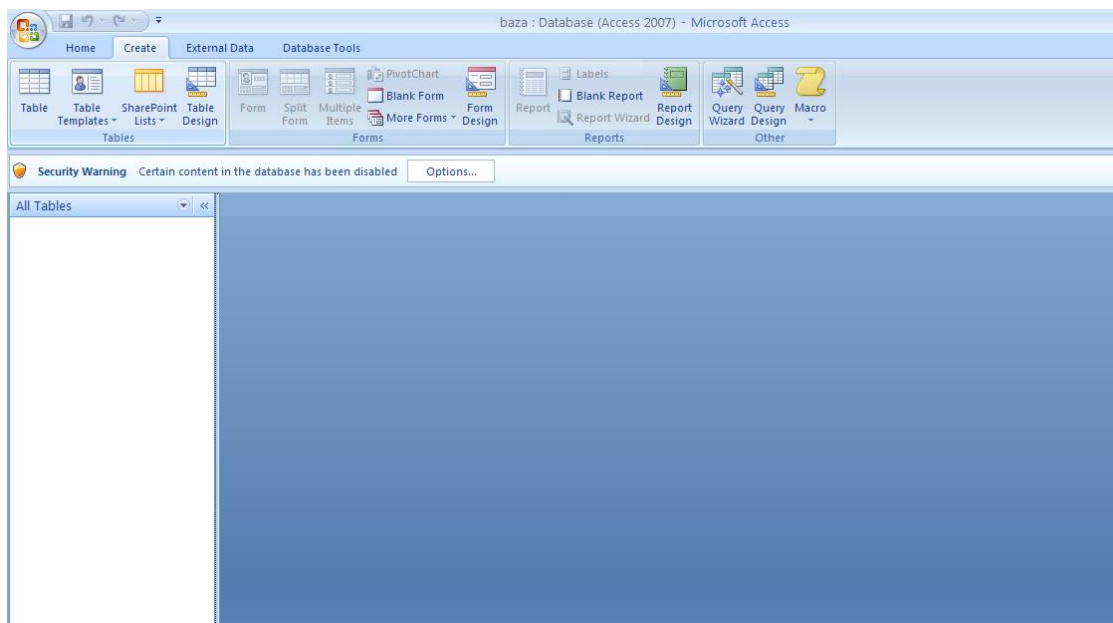 baza : Database (Access 2007) - Microsoft Access
Home Create External Data Database Tools
Table
Table Templates
SharePoint Lists
Table Design
Tables
Form
Split Form
Multiple Items
PivotChart
Blank Form
More Forms
Form Design
Forms
Report
Labels
Blank Report
Report Wizard
Report Design
Reports
Query Wizard
Query Design
Macro
Other
Security Warning Certain content in the database has been disabled Options...
All Tables